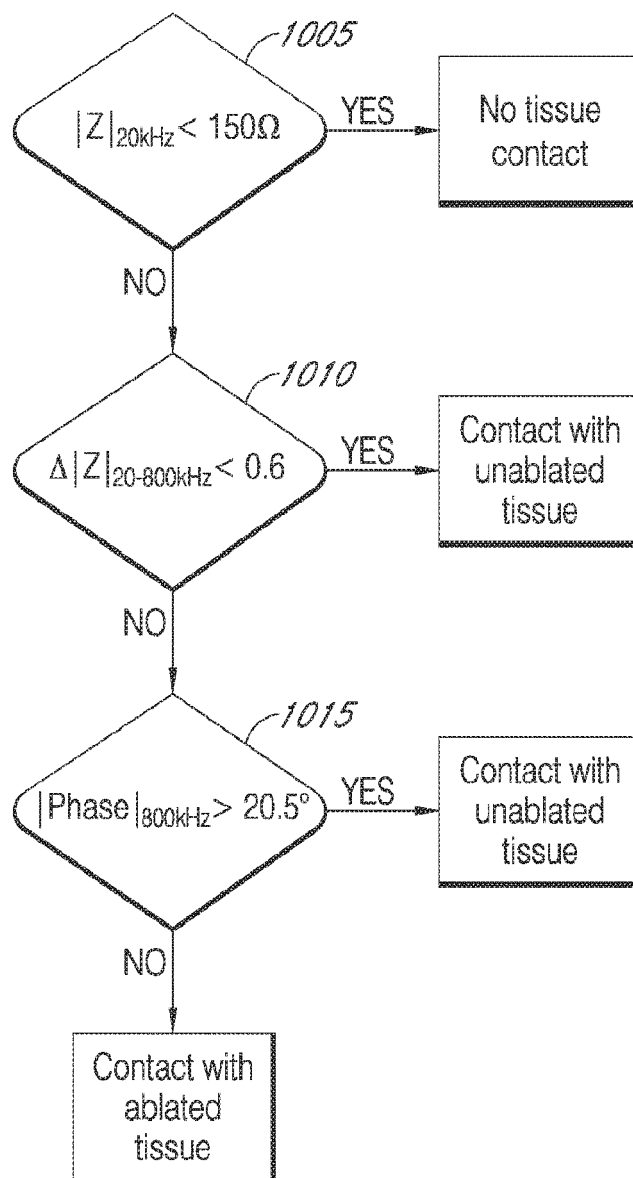 1005
|Z|20kHz < 150Ω
YES
No tissue
contact
NO
1010
Δ|Z|20-800kHz < 0.6
YES
Contact with
unablated
tissue
NO
1015
|Phase|800kHz > 20.5º
YES
Contact with
unablated
tissue
NO
Contact with
ablated
tissue